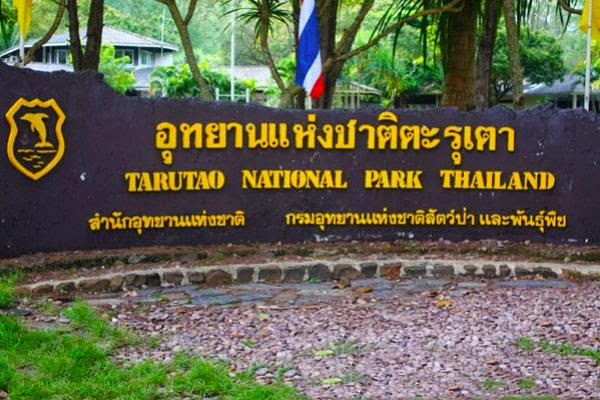 อุทยานแห่งชาติตะรุเตา
TARUTAO NATIONAL PARK THAILAND
สำนักอุทยานแห่งชาติ กรมอุทยานแห่งชาติสัตว์ป่า และพันธุ์พืช